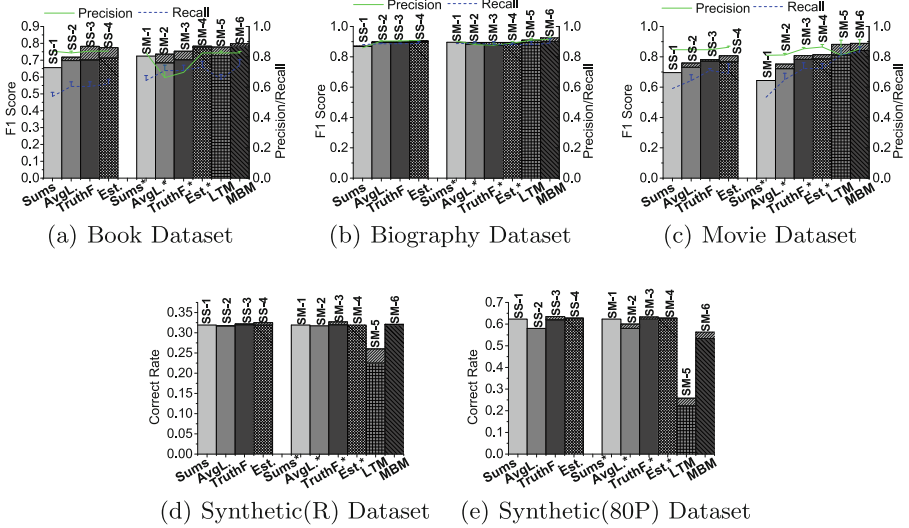 Precision Recall
F1 Score
0.9
0.8
0.7
0.6
0.5
0.4
0.3
0.2
0.1
0.0
SS-1 SS-2 SS-3 SS-4 SM-1 SM-2 SM-3 SM-4 SM-5 SM-6
1.0
0.8
0.6
0.4
0.2
0.0
Precision/Recall
Sums AvgL. TruthF Est. Sums* AvgL.* TruthF.* Est.* LTM MBM
(a) Book Dataset
Precision Recall
F1 Score
1.0
0.8
0.6
0.4
0.2
0.0
SS-1 SS-2 SS-3 SS-4 SM-1 SM-2 SM-3 SM-4 SM-5 SM-6
1.0
0.8
0.6
0.4
0.2
0.0
Precision/Recall
Sums AvgL. TruthF Est. Sums* AvgL.* TruthF.* Est.* LTM MBM
(b) Biography Dataset
Precision Recall
F1 Score
1.0
0.8
0.6
0.4
0.2
0.0
SS-1 SS-2 SS-3 SS-4 SM-1 SM-2 SM-3 SM-4 SM-5 SM-6
1.0
0.8
0.6
0.4
0.2
0.0
Precision/Recall
Sums AvgL. TruthF Est. Sums* AvgL.* TruthF.* Est.* LTM MBM
(c) Movie Dataset
Correct Rate
0.35
0.30
0.25
0.20
0.15
0.10
0.05
0.00
SS-1 SS-2 SS-3 SS-4 SM-1 SM-2 SM-3 SM-4 SM-5 SM-6
Sums AvgL. TruthF Est. Sums* AvgL.* TruthF.* Est.* LTM MBM
(d) Synthetic(R) Dataset
Correct Rate
0.7
0.6
0.5
0.4
0.3
0.2
0.1
0.0
SS-1 SS-2 SS-3 SS-4 SM-1 SM-2 SM-3 SM-4 SM-5 SM-6
Sums AvgL. TruthF Est. Sums* AvgL.* TruthF.* Est.* LTM MBM
(e) Synthetic(80P) Dataset